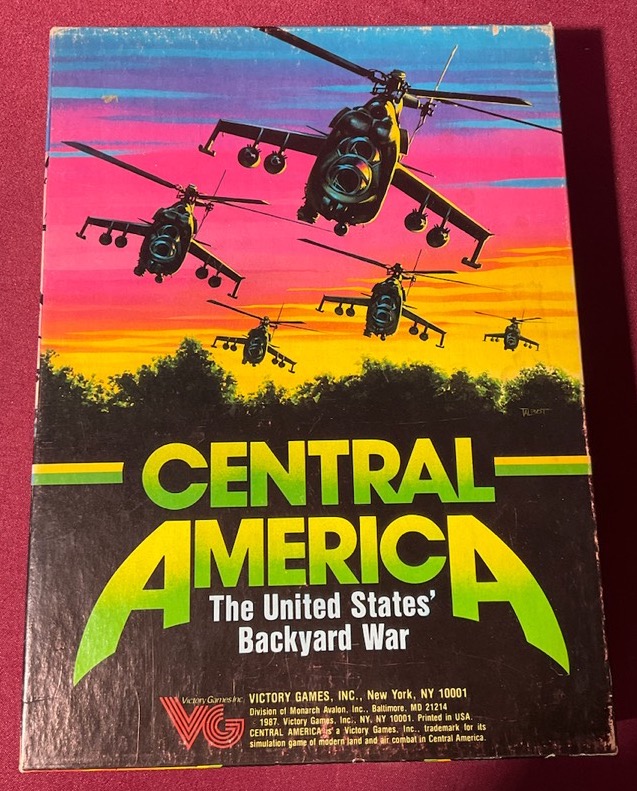 TALBOTT
CENTRAL
AMERICA
The United States'
Backyard War
Victory Games Inc.
VG
VICTORY GAMES, INC., New York, NY 10001
Division of Monarch Avalon, Inc., Baltimore, MD 21214
1987. Victory Games, Inc. NY, NY 10001. Printed in USA.
CENTRAL AMERICA is a Victory Games, Inc., trademark for its
simulation game of modern land and air combat in Central America.